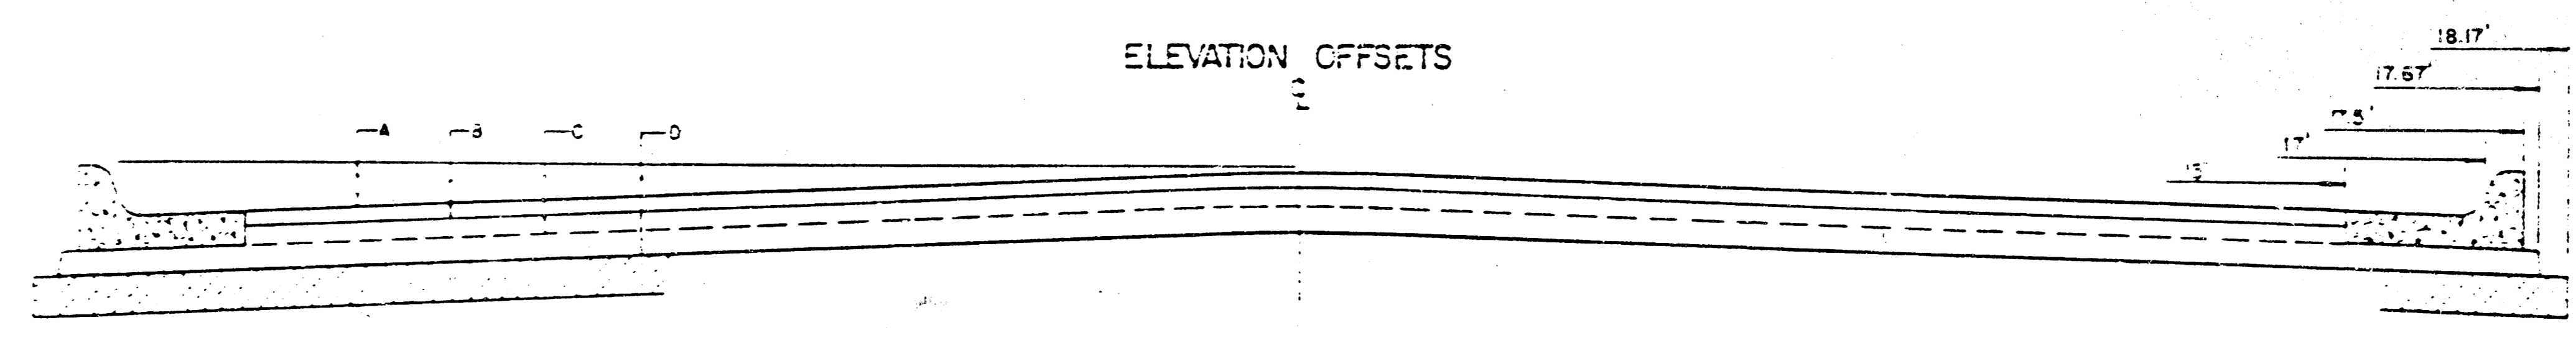 ELEVATION OFFSETS
℄
18.17'
17.67'
17.5'
17'
A B C D